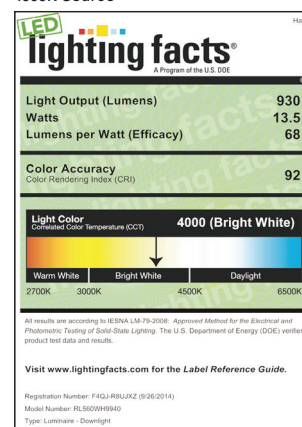 LED
lighting facts®
A Program of the U.S. DOE
Light Output (Lumens) 930
Watts 13.5
Lumens per Watt (Efficacy) 68
Color Accuracy 92
Color Rendering Index (CRI)
Light Color 4000 (Bright White)
Correlated Color Temperature (CCT)
Warm White Bright White Daylight
2700K 3000K 4500K 6500K
All results are according to IESNA LM-79-2008: Approved Method for the Electrical and
Photometric Testing of Solid-State Lighting. The U.S. Department of Energy (DOE) verifies
product test data and results.
Visit www.lightingfacts.com for the Label Reference Guide.
Registration Number: F4QJ-R8UJXZ (9/26/2014)
Model Number: RL560WH9940
Type: Luminaire - Downlight